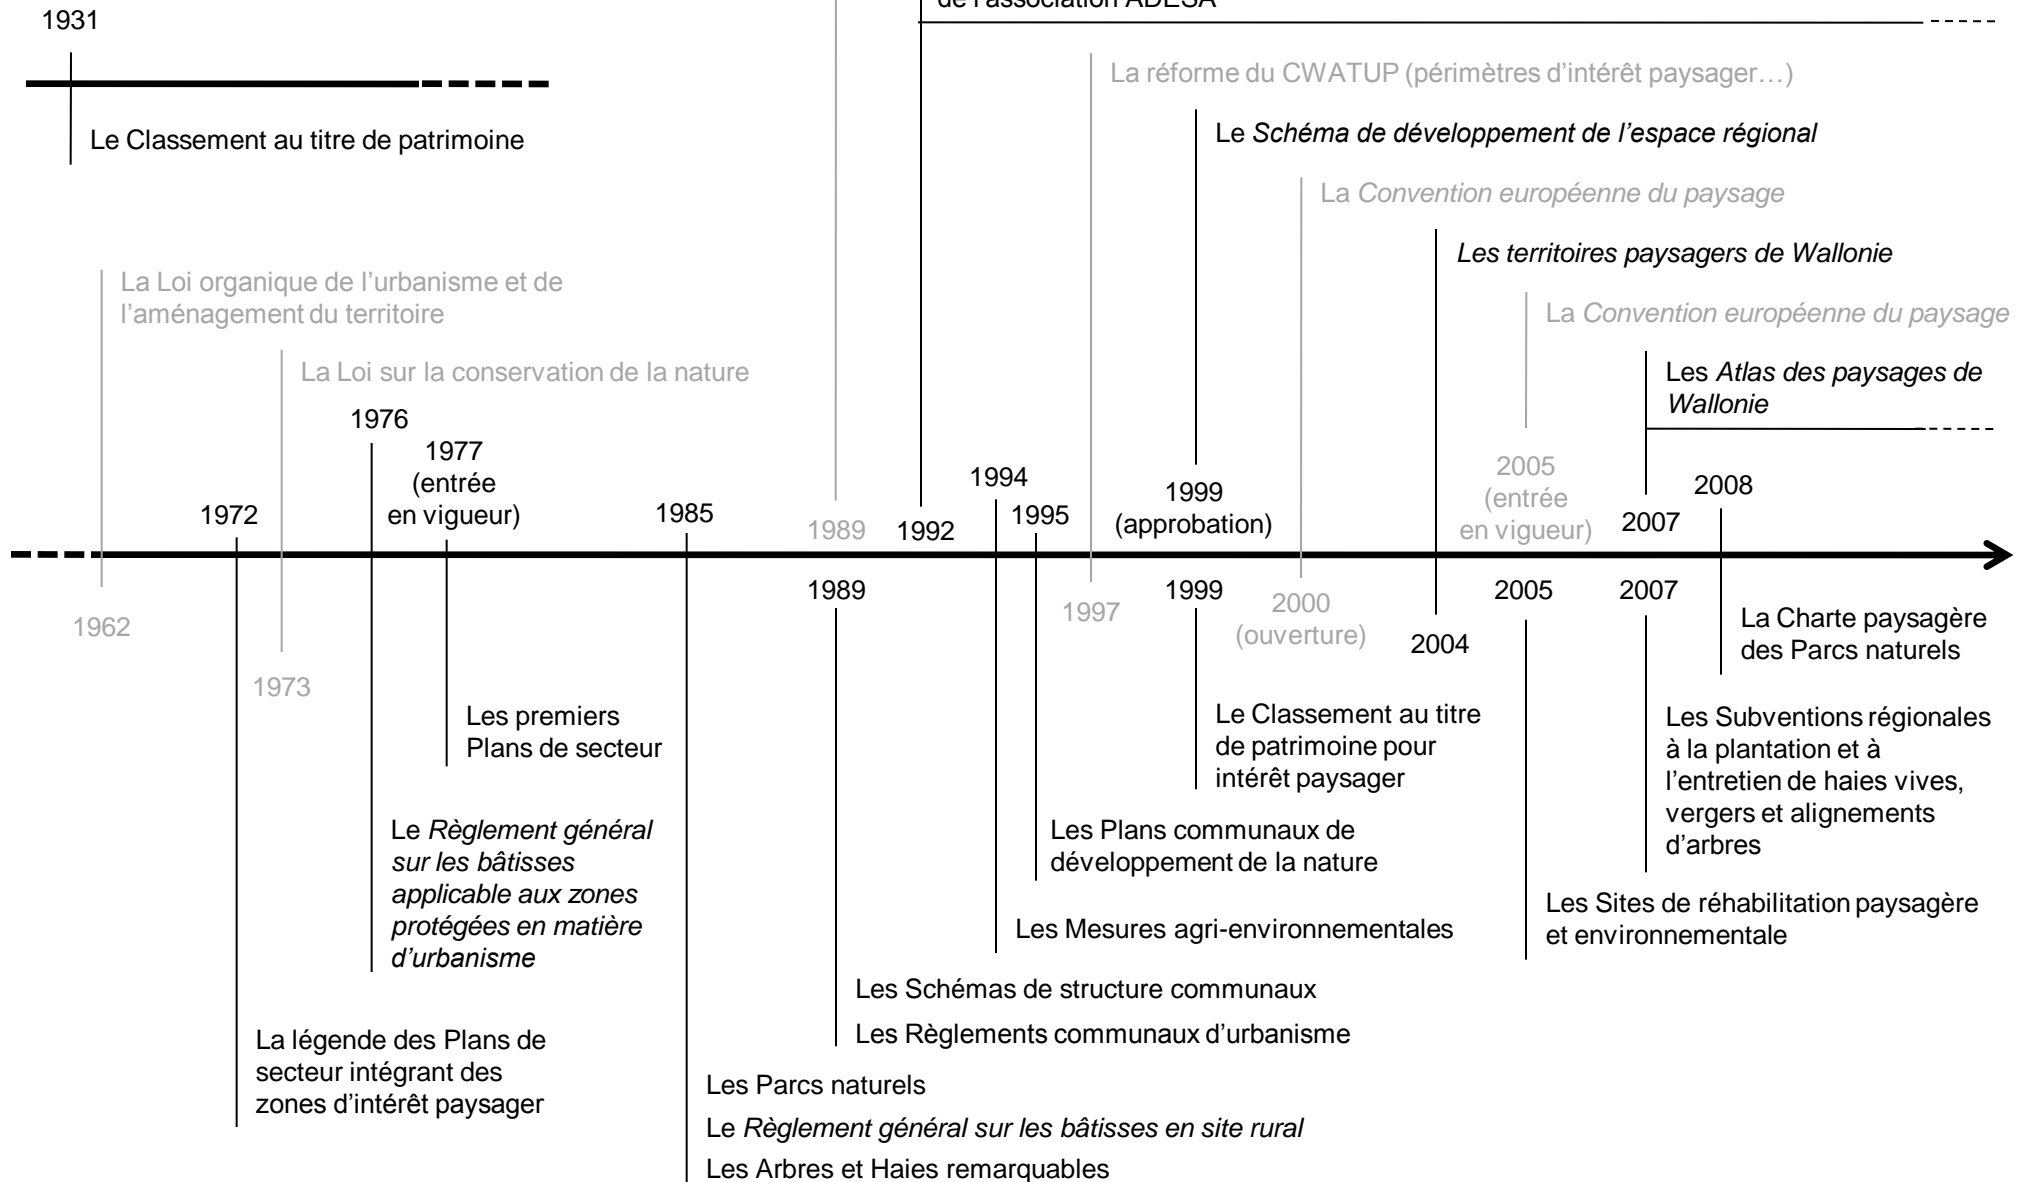 de l'association ADESA
1931
Le Classement au titre de patrimoine
La réforme du CWATUP (périmètres d'intérêt paysager…)
Le Schéma de développement de l'espace régional
La Convention européenne du paysage
Les territoires paysagers de Wallonie
La Loi organique de l'urbanisme et de
l'aménagement du territoire
La Convention européenne du paysage
La Loi sur la conservation de la nature
Les Atlas des paysages de
Wallonie
1976
1977
(entrée
en vigueur)
1972
1985
1989
1992
1994
1995
1999
(approbation)
2005
(entrée
en vigueur)
2007
2008
1962
1973
1989
1997
1999
2000
(ouverture)
2004
2005
2007
La Charte paysagère
des Parcs naturels
Les premiers
Plans de secteur
Le Classement au titre
de patrimoine pour
intérêt paysager
Les Subventions régionales
à la plantation et à
l'entretien de haies vives,
vergers et alignements
d'arbres
Le Règlement général
sur les bâtisses
applicable aux zones
protégées en matière
d'urbanisme
Les Plans communaux de
développement de la nature
Les Mesures agri-environnementales
Les Sites de réhabilitation paysagère
et environnementale
Les Schémas de structure communaux
Les Règlements communaux d'urbanisme
La légende des Plans de
secteur intégrant des
zones d'intérêt paysager
Les Parcs naturels
Le Règlement général sur les bâtisses en site rural
Les Arbres et Haies remarquables